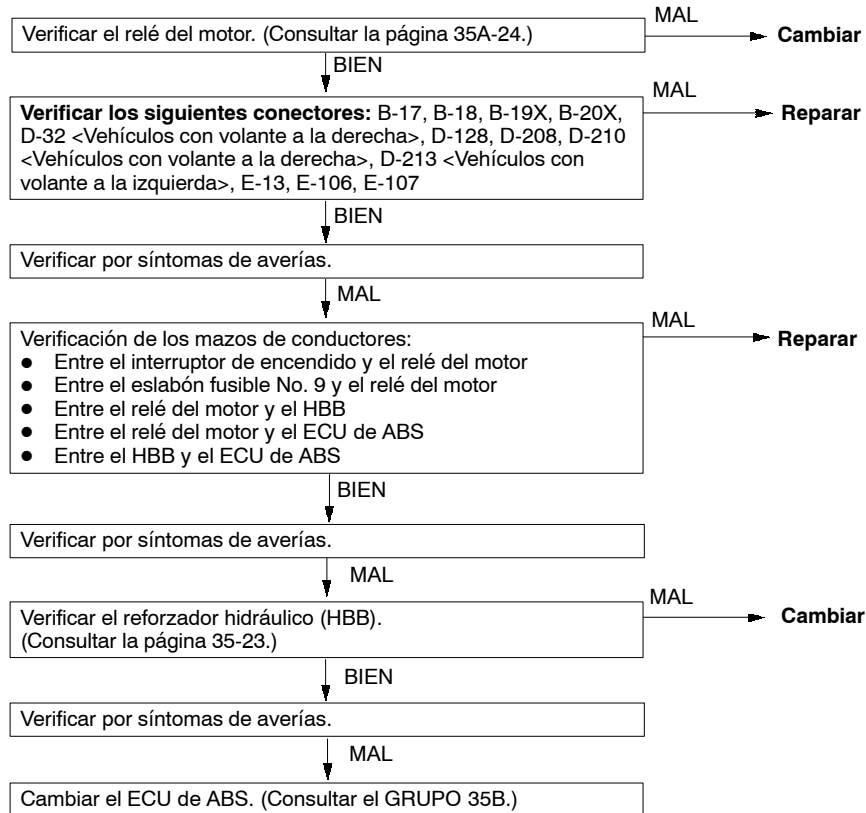 Verificar el relé del motor. (Consultar la página 35A-24.)
MAL
Cambiar
BIEN
Verificar los siguientes conectores: B-17, B-18, B-19X, B-20X,
D-32 <Vehículos con volante a la derecha>, D-128, D-208, D-210
<Vehículos con volante a la derecha>, D-213 <Vehículos con
volante a la izquierda>, E-13, E-106, E-107
MAL
Reparar
BIEN
Verificar por síntomas de averías.
MAL
Verificación de los mazos de conductores:
● Entre el interruptor de encendido y el relé del motor
● Entre el eslabón fusible No. 9 y el relé del motor
● Entre el relé del motor y el HBB
● Entre el relé del motor y el ECU de ABS
● Entre el HBB y el ECU de ABS
MAL
Reparar
BIEN
Verificar por síntomas de averías.
MAL
Verificar el reforzador hidráulico (HBB).
(Consultar la página 35-23.)
MAL
Cambiar
BIEN
Verificar por síntomas de averías.
MAL
Cambiar el ECU de ABS. (Consultar el GRUPO 35B.)